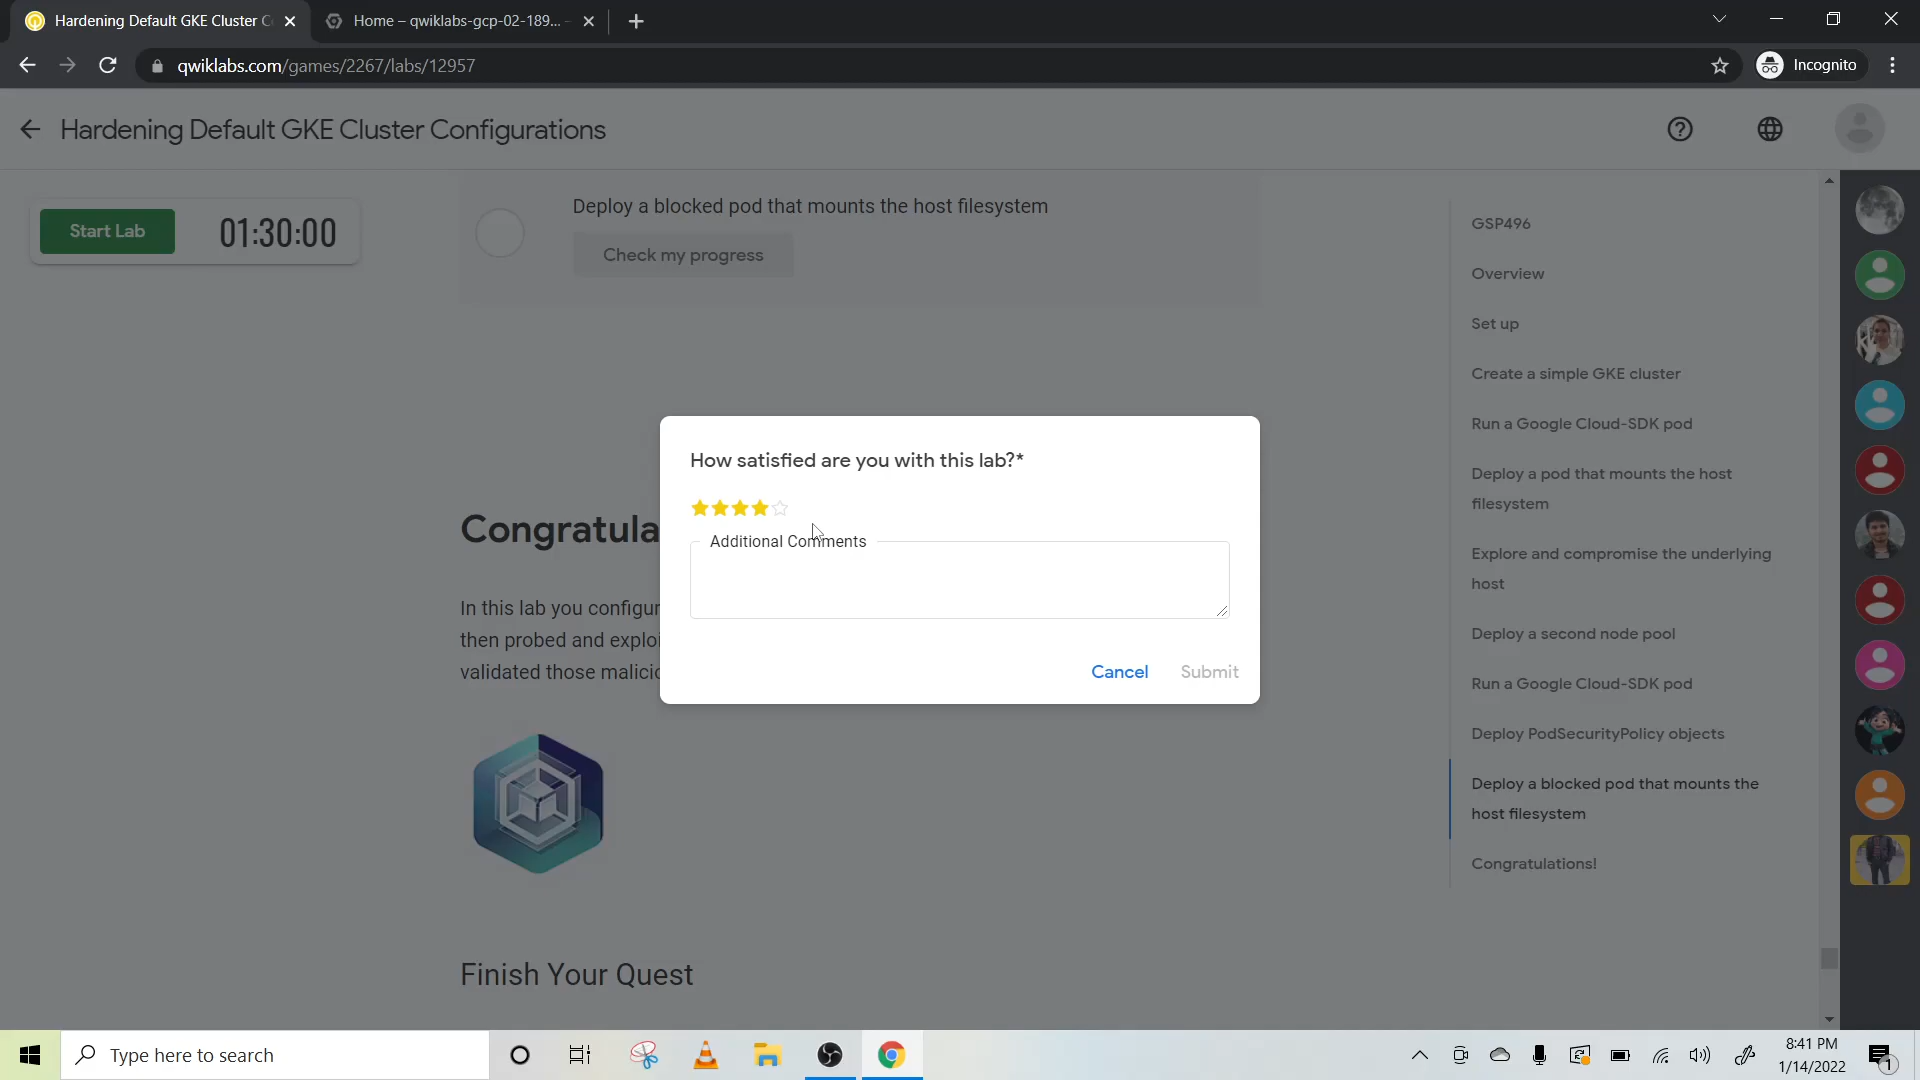 Hardening Default GKE Cluster C
Home – qwiklabs-gcp-02-189...
qwiklabs.com/games/2267/labs/12957
Incognito
Hardening Default GKE Cluster Configurations
Start Lab
01:30:00
Deploy a blocked pod that mounts the host filesystem
Check my progress
How satisfied are you with this lab?*
Additional Comments
Cancel
Submit
Congratula
In this lab you configur
then probed and exploi
validated those malicio
Finish Your Quest
GSP496
Overview
Set up
Create a simple GKE cluster
Run a Google Cloud-SDK pod
Deploy a pod that mounts the host
filesystem
Explore and compromise the underlying
host
Deploy a second node pool
Run a Google Cloud-SDK pod
Deploy PodSecurityPolicy objects
Deploy a blocked pod that mounts the
host filesystem
Congratulations!
Type here to search
8:41 PM
1/14/2022
1